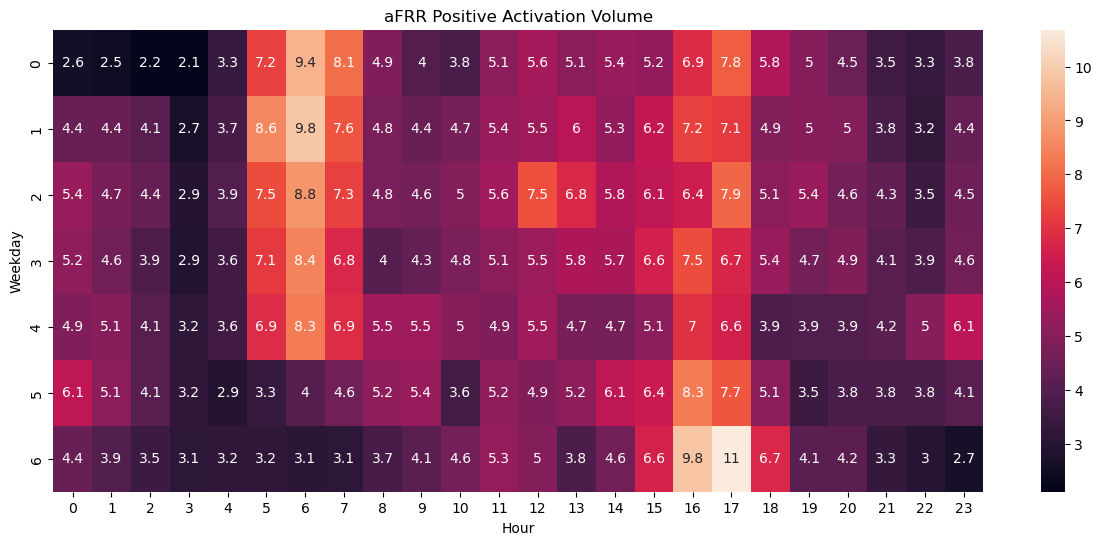 aFRR Positive Activation Volume
0 2.6 2.5 2.2 2.1 3.3 7.2 9.4 8.1 4.9 4 3.8 5.1 5.6 5.1 5.4 5.2 6.9 7.8 5.8 5 4.5 3.5 3.3 3.8
1 4.4 4.4 4.1 2.7 3.7 8.6 9.8 7.6 4.8 4.4 4.7 5.4 5.5 6 5.3 6.2 7.2 7.1 4.9 5 5 3.8 3.2 4.4
2 5.4 4.7 4.4 2.9 3.9 7.5 8.8 7.3 4.8 4.6 5 5.6 7.5 6.8 5.8 6.1 6.4 7.9 5.1 5.4 4.6 4.3 3.5 4.5
3 5.2 4.6 3.9 2.9 3.6 7.1 8.4 6.8 4 4.3 4.8 5.1 5.5 5.8 5.7 6.6 7.5 6.7 5.4 4.7 4.9 4.1 3.9 4.6
4 4.9 5.1 4.1 3.2 3.6 6.9 8.3 6.9 5.5 5.5 5 4.9 5.5 4.7 4.7 5.1 7 6.6 3.9 3.9 3.9 4.2 5 6.1
5 6.1 5.1 4.1 3.2 2.9 3.3 4 4.6 5.2 5.4 3.6 5.2 4.9 5.2 6.1 6.4 8.3 7.7 5.1 3.5 3.8 3.8 3.8 4.1
6 4.4 3.9 3.5 3.1 3.2 3.2 3.1 3.1 3.7 4.1 4.6 5.3 5 3.8 4.6 6.6 9.8 11 6.7 4.1 4.2 3.3 3 2.7
0 1 2 3 4 5 6 7 8 9 10 11 12 13 14 15 16 17 18 19 20 21 22 23
Hour
Weekday
10
9
8
7
6
5
4
3